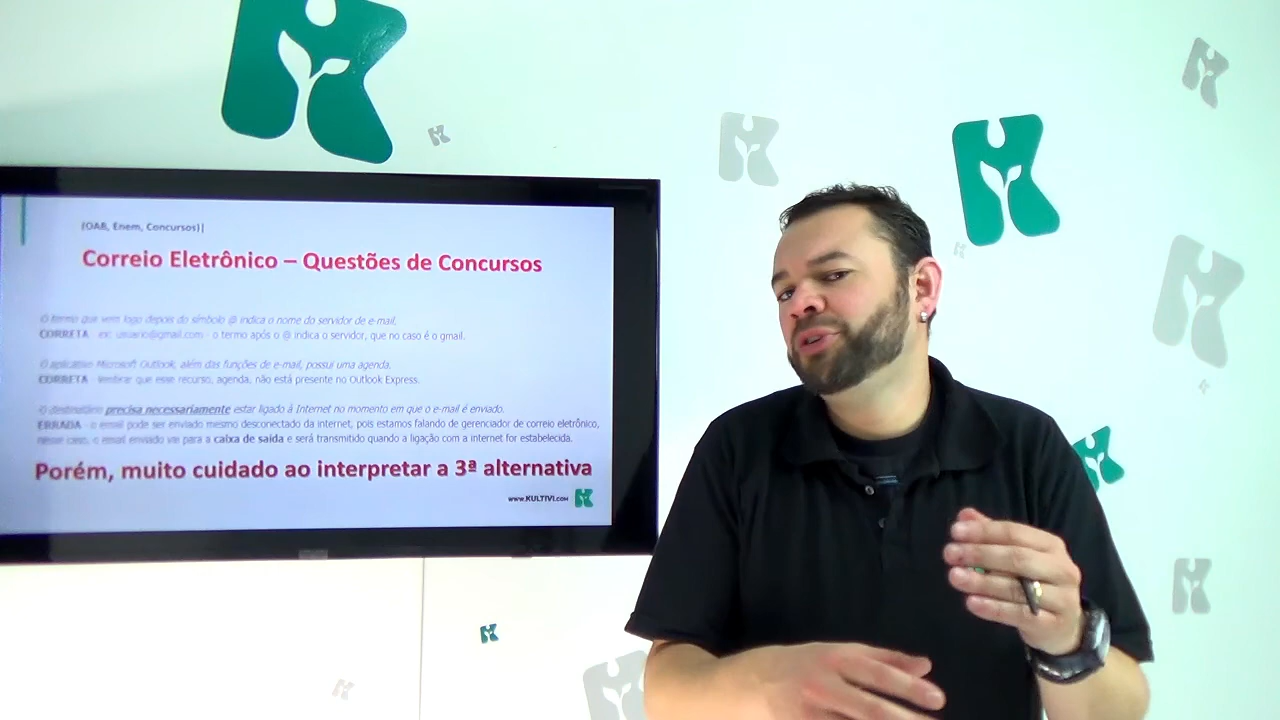 (OAB, Enem, Concursos)|
Correio Eletrônico – Questões de Concursos
O termo que vem logo depois do símbolo @ indica o nome do servidor de e-mail.
CORRETA - ex: usuario@gmail.com - o termo após o @ indica o servidor, que no caso é o gmail.
O aplicativo Microsoft Outlook, além das funções de e-mail, possui uma agenda.
CORRETA - lembrar que esse recurso, agenda, não está presente no Outlook Express.
O destinatário precisa necessariamente estar ligado à Internet no momento em que o e-mail é enviado.
ERRADA - o email pode ser enviado mesmo desconectado da internet, pois estamos falando de gerenciador de correio eletrônico,
nesse caso, o email enviado vai para a caixa de saída e será transmitido quando a ligação com a internet for estabelecida.
Porém, muito cuidado ao interpretar a 3ª alternativa
www.KULTIVI.com